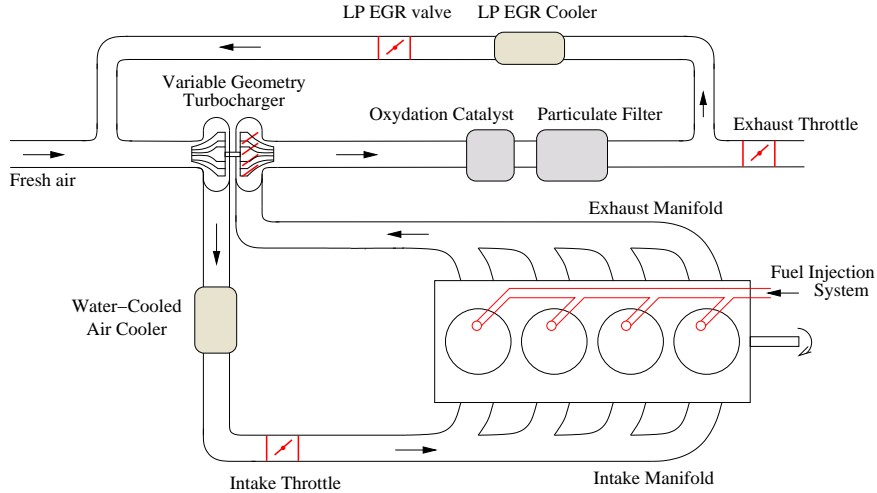 LP EGR valve
LP EGR Cooler
Variable Geometry
Turbocharger
Oxydation Catalyst
Particulate Filter
Exhaust Throttle
Fresh air
Exhaust Manifold
Fuel Injection
System
Water−Cooled
Air Cooler
Intake Throttle
Intake Manifold